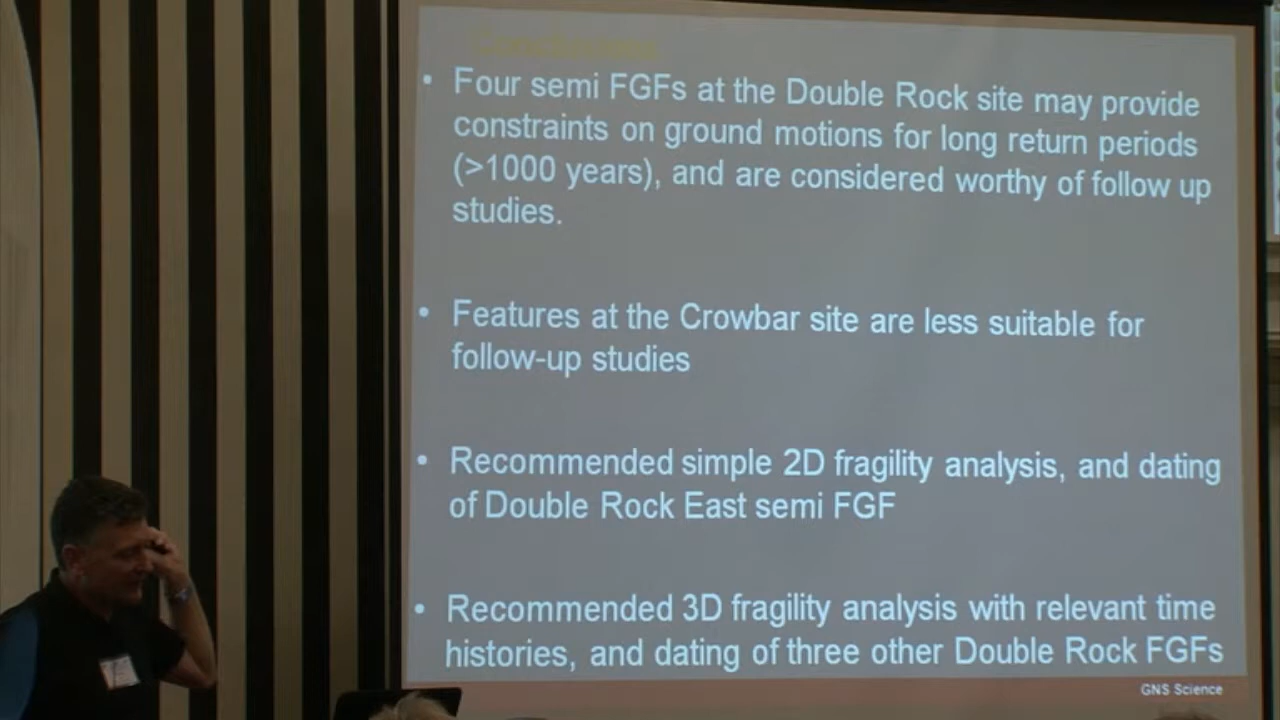 • Four semi FGFs at the Double Rock site may provide
constraints on ground motions for long return periods
(>1000 years), and are considered worthy of follow up
studies.
• Features at the Crowbar site are less suitable for
follow-up studies
• Recommended simple 2D fragility analysis, and dating
of Double Rock East semi FGF
• Recommended 3D fragility analysis with relevant time
histories, and dating of three other Double Rock FGFs
GNS Science